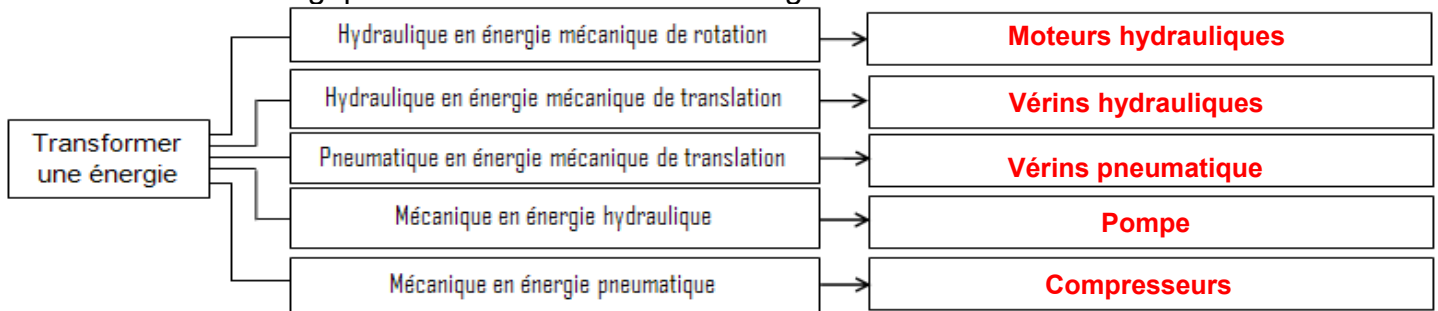 Hydraulique en énergie mécanique de rotation
Moteurs hydrauliques
Hydraulique en énergie mécanique de translation
Vérins hydrauliques
Transformer
une énergie
Pneumatique en énergie mécanique de translation
Vérins pneumatique
Mécanique en énergie hydraulique
Pompe
Mécanique en énergie pneumatique
Compresseurs